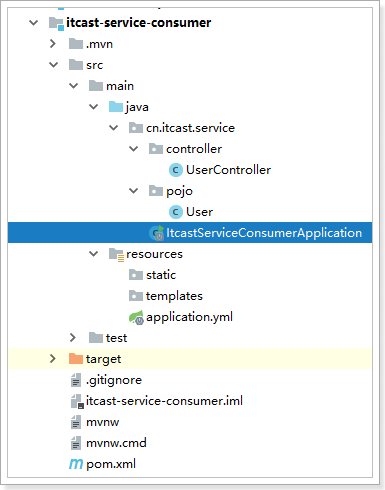 itcast-service-consumer
.mvn
src
main
java
cn.itcast.service
controller
UserController
pojo
User
ItcastServiceConsumerApplication
resources
static
templates
application.yml
test
target
.gitignore
itcast-service-consumer.iml
mvnw
mvnw.cmd
pom.xml